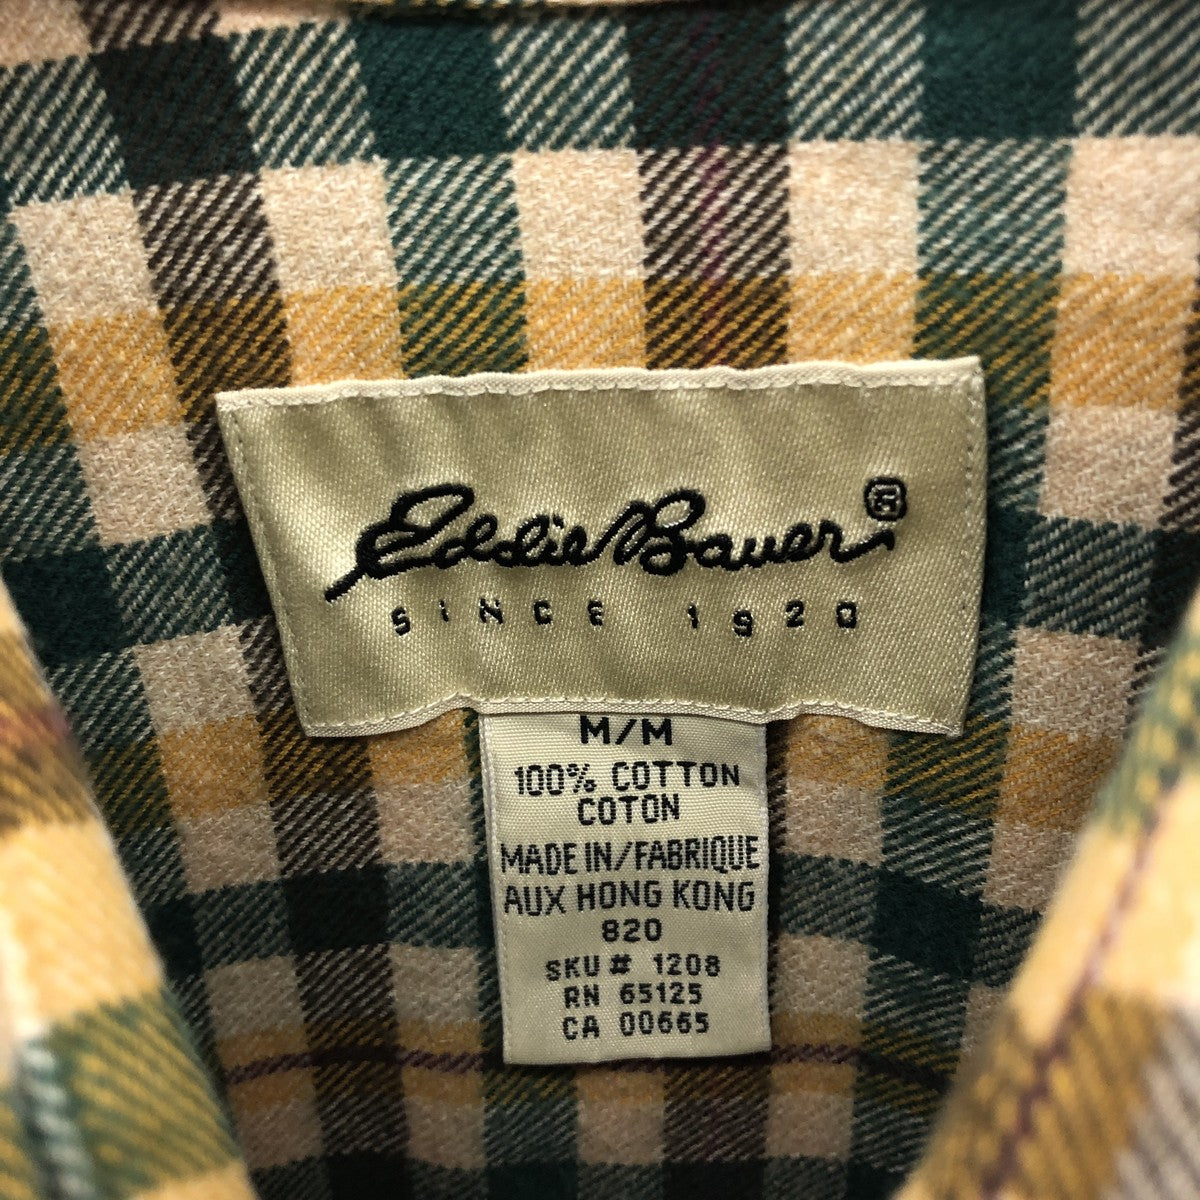 Eddie Bauer®
SINCE 1920
M/M
100% COTTON
COTON
MADE IN/FABRIQUE
AUX HONG KONG
820
SKU# 1208
RN 65125
CA 00665